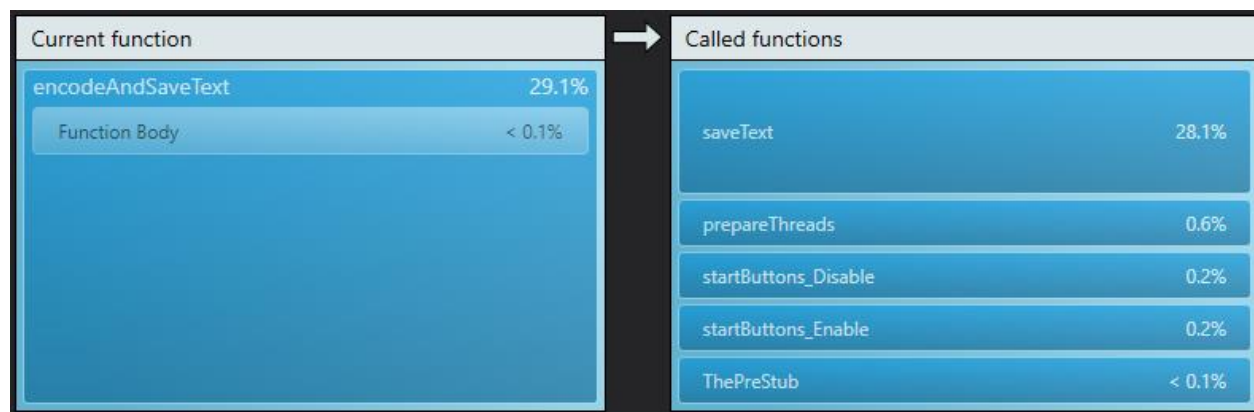 Current function
encodeAndSaveText 29.1%
Function Body < 0.1%
Called functions
saveText 28.1%
prepareThreads 0.6%
startButtons_Disable 0.2%
startButtons_Enable 0.2%
ThePreStub < 0.1%